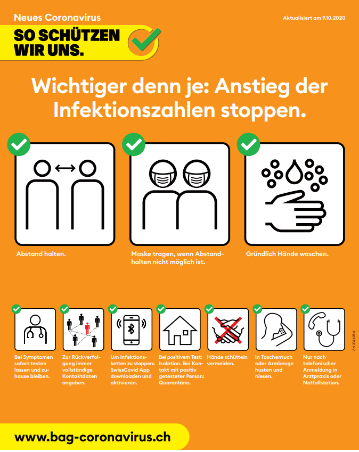 Neues Coronavirus
Aktualisiert am 9.10.2020
SO SCHÜTZEN
WIR UNS.
Wichtiger denn je: Anstieg der
Infektionszahlen stoppen.
Abstand halten.
Maske tragen, wenn Abstand-
halten nicht möglich ist.
Gründlich Hände waschen.
Bei Symptomen
sofort testen
lassen und zu-
hause bleiben.
Zur Rückverfol-
gung immer
vollständige
Kontaktdaten
angeben.
Um Infektions-
ketten zu stoppen:
SwissCovid App
downloaden und
aktivieren.
Bei positivem Test:
Isolation. Bei Kon-
takt mit positiv
getesteter Person:
Quarantäne.
Hände schütteln
vermeiden.
In Taschentuch
oder Armbeuge
husten und
niesen.
Nur nach
telefonischer
Anmeldung in
Arztpraxis oder
Notfallstation.
www.bag-coronavirus.ch